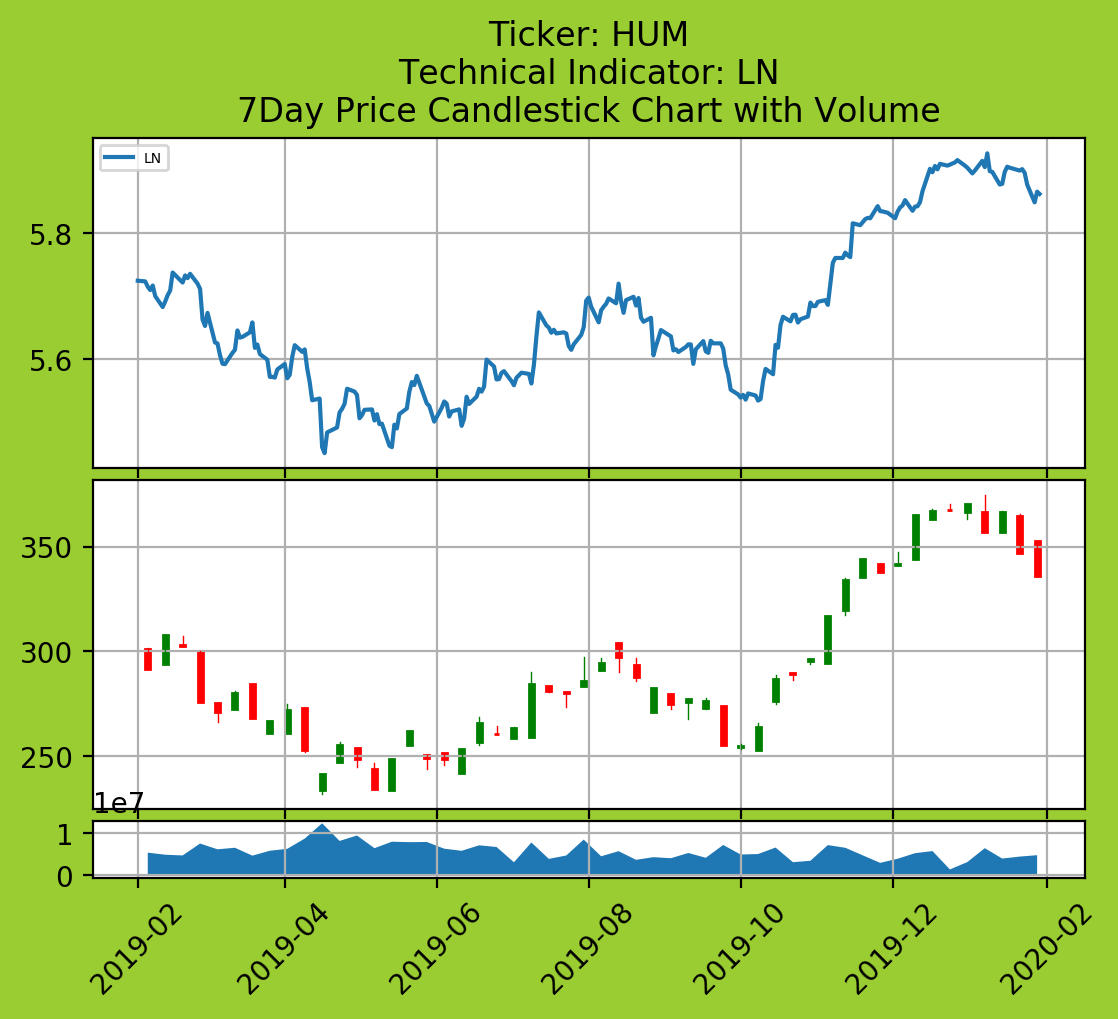 Ticker: HUM
Technical Indicator: LN
7Day Price Candlestick Chart with Volume
LN
5.8
5.6
350
300
250
1e7
1
0
2019-02
2019-04
2019-06
2019-08
2019-10
2019-12
2020-02